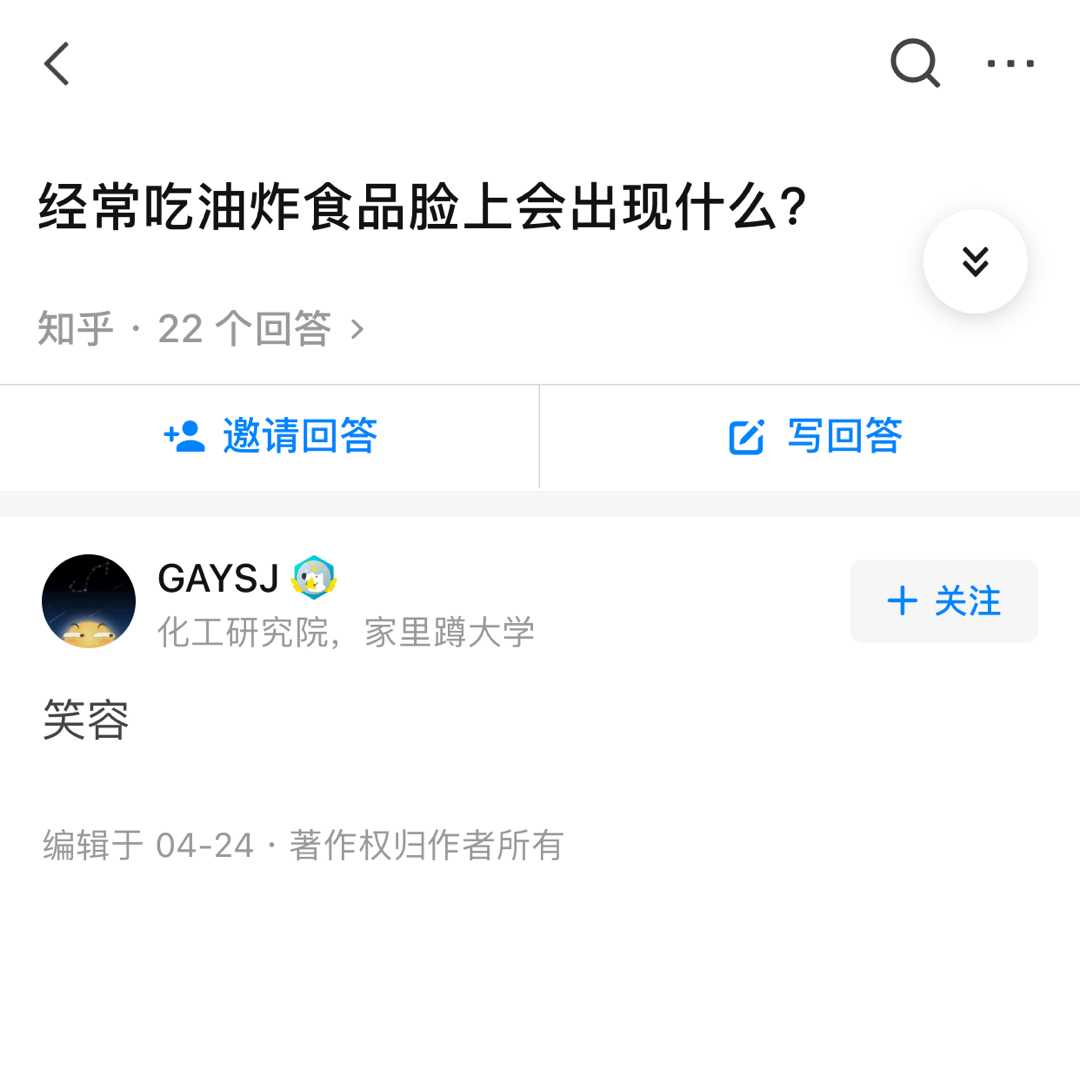 经常吃油炸食品脸上会出现什么?
知乎 · 22 个回答 >
邀请回答
写回答
GAYSJ
化工研究院，家里蹲大学
+ 关注
笑容
编辑于 04-24 · 著作权归作者所有